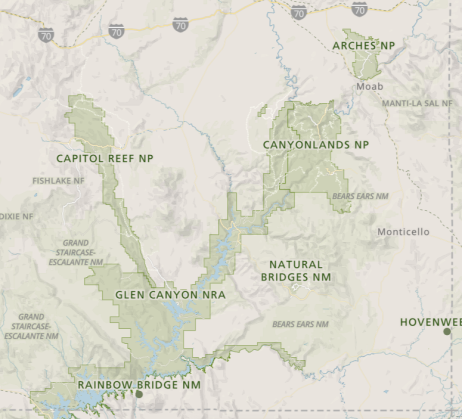 70
70
70
70
70
ARCHES NP
Moab
MANTI-LA SAL NF
CANYONLANDS NP
CAPITOL REEF NP
FISHLAKE NF
BEARS EARS NM
DIXIE NF
Monticello
GRAND
STAIRCASE-
ESCALANTE NM
NATURAL
BRIDGES NM
GLEN CANYON NRA
GRAND
STAIRCASE-
ESCALANTE NM
BEARS EARS NM
HOVENWEE
RAINBOW BRIDGE NM